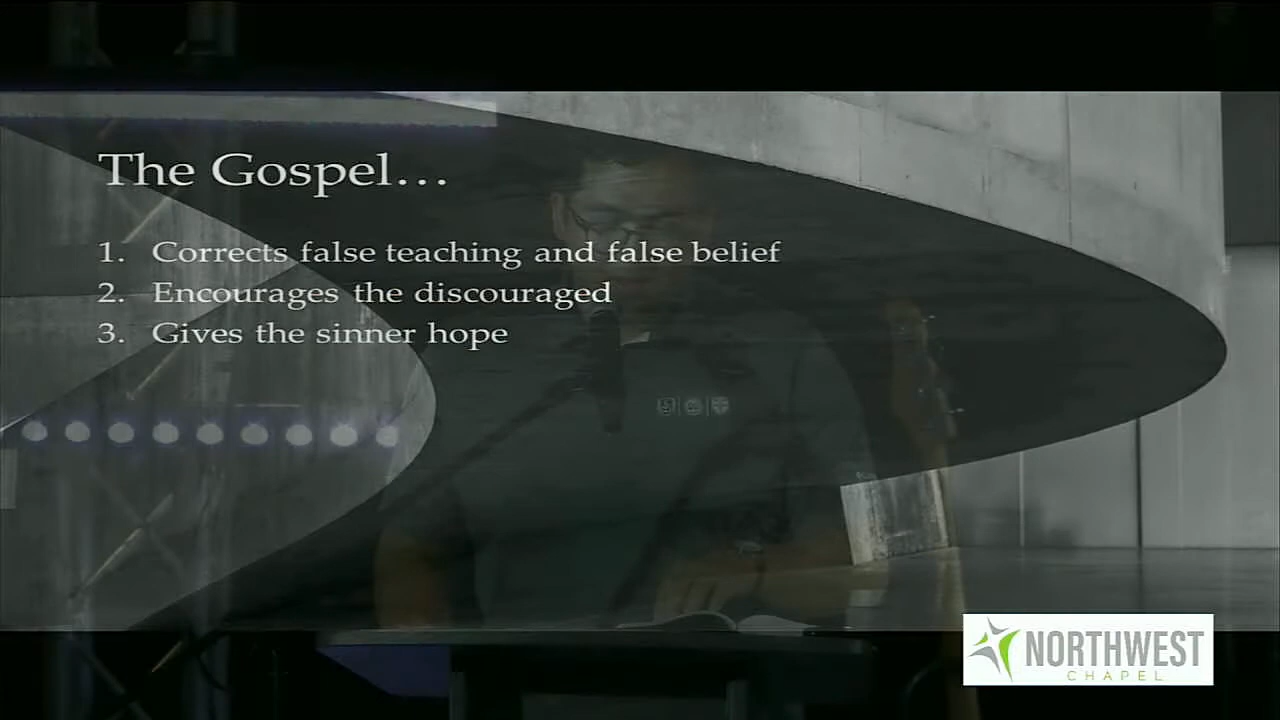 The Gospel…
1. Corrects false teaching and false belief
2. Encourages the discouraged
3. Gives the sinner hope
NORTHWEST
CHAPEL